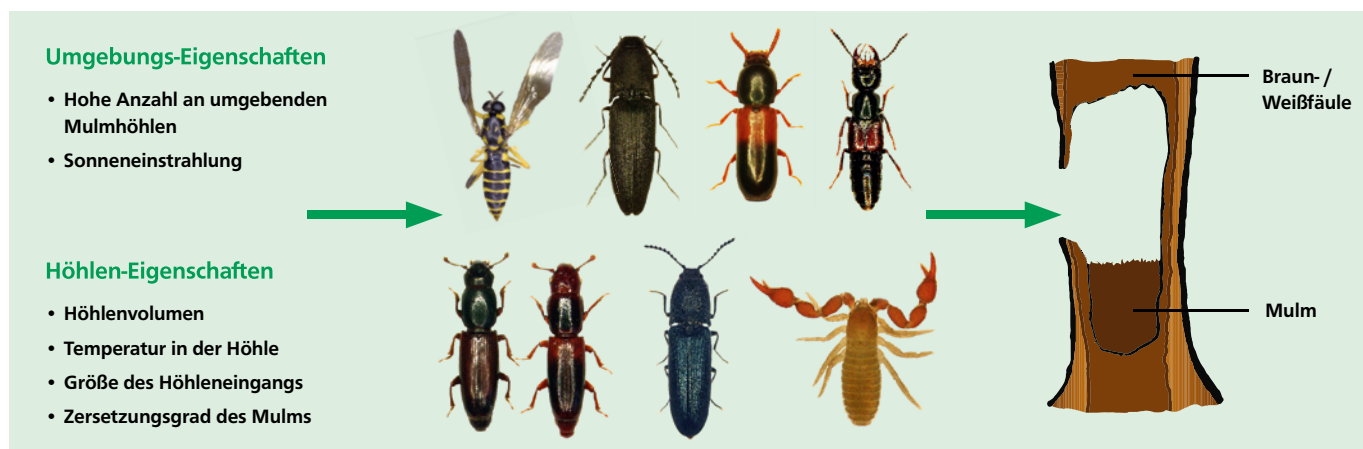 Umgebungs-Eigenschaften
• Hohe Anzahl an umgebenden
Mulmhöhlen
• Sonneneinstrahlung
Höhlen-Eigenschaften
• Höhlenvolumen
• Temperatur in der Höhle
• Größe des Höhleneingangs
• Zersetzungsgrad des Mulms
Braun- /
Weißfäule
Mulm